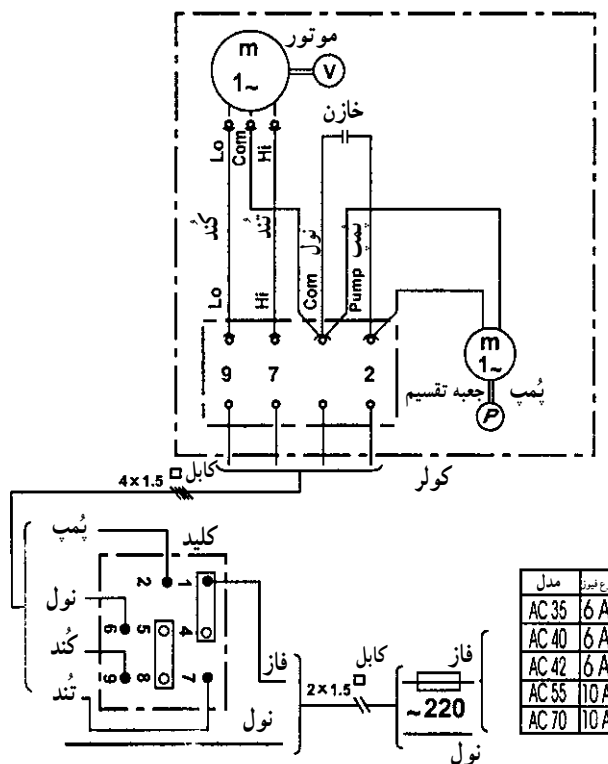 m
1~
موتور
V
خازن
Lo
Com
Hi
کُند
تُند
نول
پُمپ
Lo
Hi
Com
Pump
9
7
2
m
1~
P
پُمپ
جعبه تقسیم
کولر
کابل
4×1.5
کلید
پُمپ
نول
کُند
تُند
2
1
6
5
4
9
8
7
فاز
نول
کابل
2×1.5
فاز
~220
نول
مدل
ع فیوز
AC 35 6 A
AC 40 6 A
AC 42 6 A
AC 55 10 A
AC 70 10 A